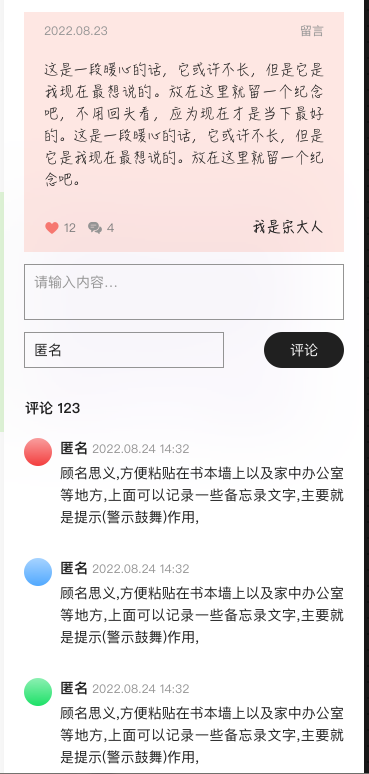 2022.08.23 留言
这是一段暖心的话，它或许不长，但是它是
我现在最想说的。放在这里就留一个纪念
吧，不用回头看，应为现在才是当下最好
的。这是一段暖心的话，它或许不长，但是
它是我现在最想说的。放在这里就留一个纪
念吧。
12 4 我是宋大人
请输入内容...
匿名 评论
评论 123
匿名 2022.08.24 14:32
顾名思义,方便粘贴在书本墙上以及家中办公室
等地方,上面可以记录一些备忘录文字,主要就
是提示(警示鼓舞)作用,
匿名 2022.08.24 14:32
顾名思义,方便粘贴在书本墙上以及家中办公室
等地方,上面可以记录一些备忘录文字,主要就
是提示(警示鼓舞)作用,
匿名 2022.08.24 14:32
顾名思义,方便粘贴在书本墙上以及家中办公室
等地方,上面可以记录一些备忘录文字,主要就
是提示(警示鼓舞)作用,